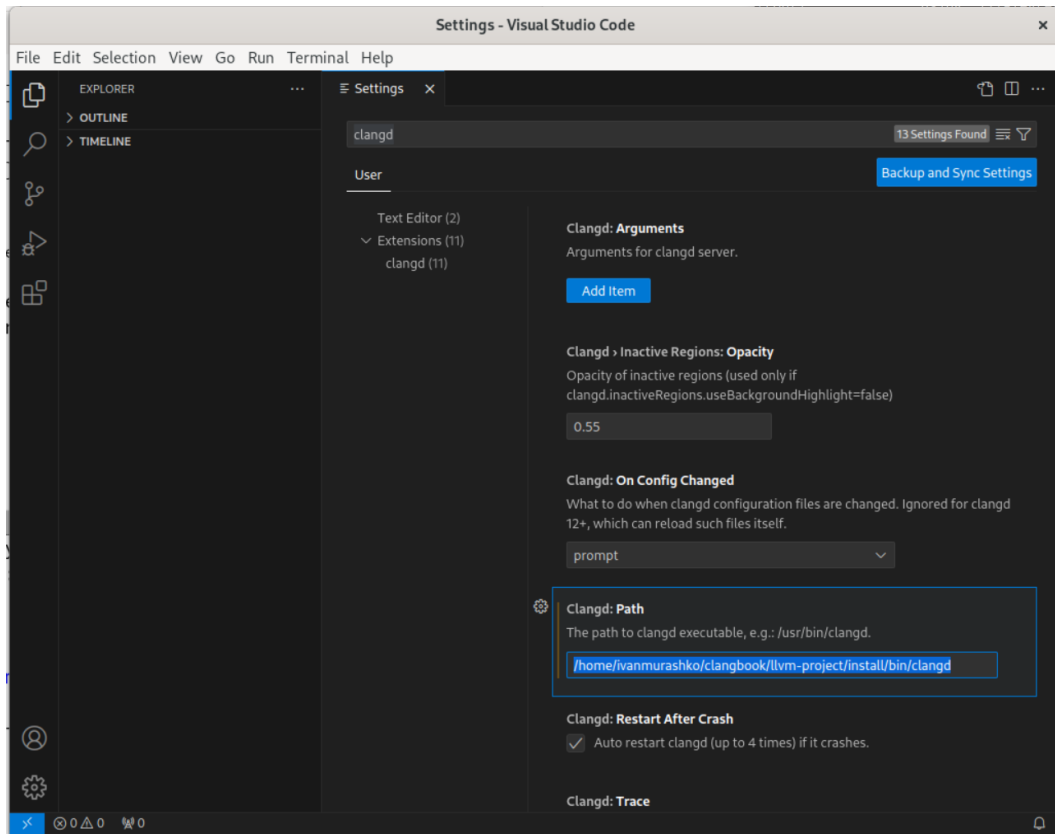 Settings - Visual Studio Code
File Edit Selection View Go Run Terminal Help
EXPLORER
OUTLINE
TIMELINE
Settings
clangd
13 Settings Found
User
Backup and Sync Settings
Text Editor (2)
Extensions (11)
clangd (11)
Clangd: Arguments
Arguments for clangd server.
Add Item
Clangd › Inactive Regions: Opacity
Opacity of inactive regions (used only if
clangd.inactiveRegions.useBackgroundHighlight=false)
0.55
Clangd: On Config Changed
What to do when clangd configuration files are changed. Ignored for clangd
12+, which can reload such files itself.
prompt
Clangd: Path
The path to clangd executable, e.g.: /usr/bin/clangd.
/home/ivanmurashko/clangbook/llvm-project/install/bin/clangd
Clangd: Restart After Crash
Auto restart clangd (up to 4 times) if it crashes.
Clangd: Trace
0 0 0